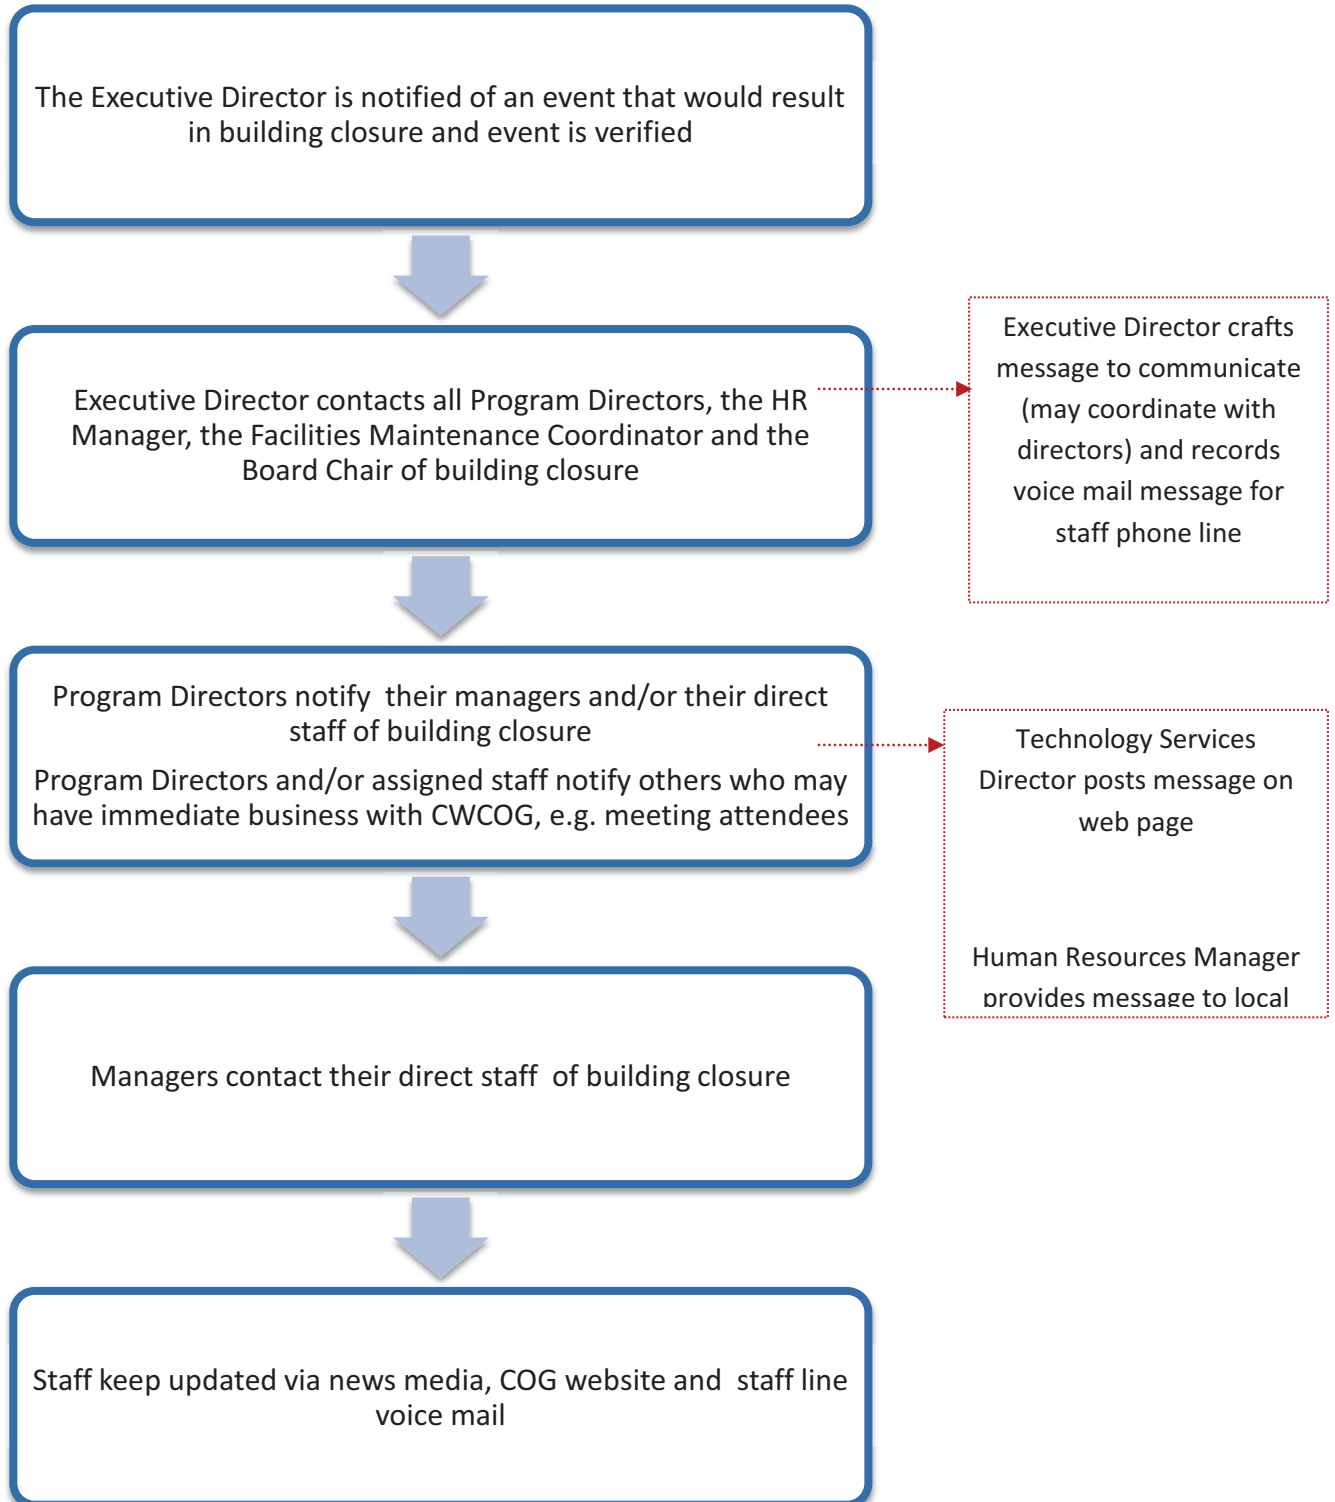 The Executive Director is notified of an event that would result
in building closure and event is verified
Executive Director contacts all Program Directors, the HR
Manager, the Facilities Maintenance Coordinator and the
Board Chair of building closure
Executive Director crafts
message to communicate
(may coordinate with
directors) and records
voice mail message for
staff phone line
Program Directors notify their managers and/or their direct
staff of building closure
Program Directors and/or assigned staff notify others who may
have immediate business with CWCOG, e.g. meeting attendees
Technology Services
Director posts message on
web page
Human Resources Manager
provides message to local
Managers contact their direct staff of building closure
Staff keep updated via news media, COG website and staff line
voice mail